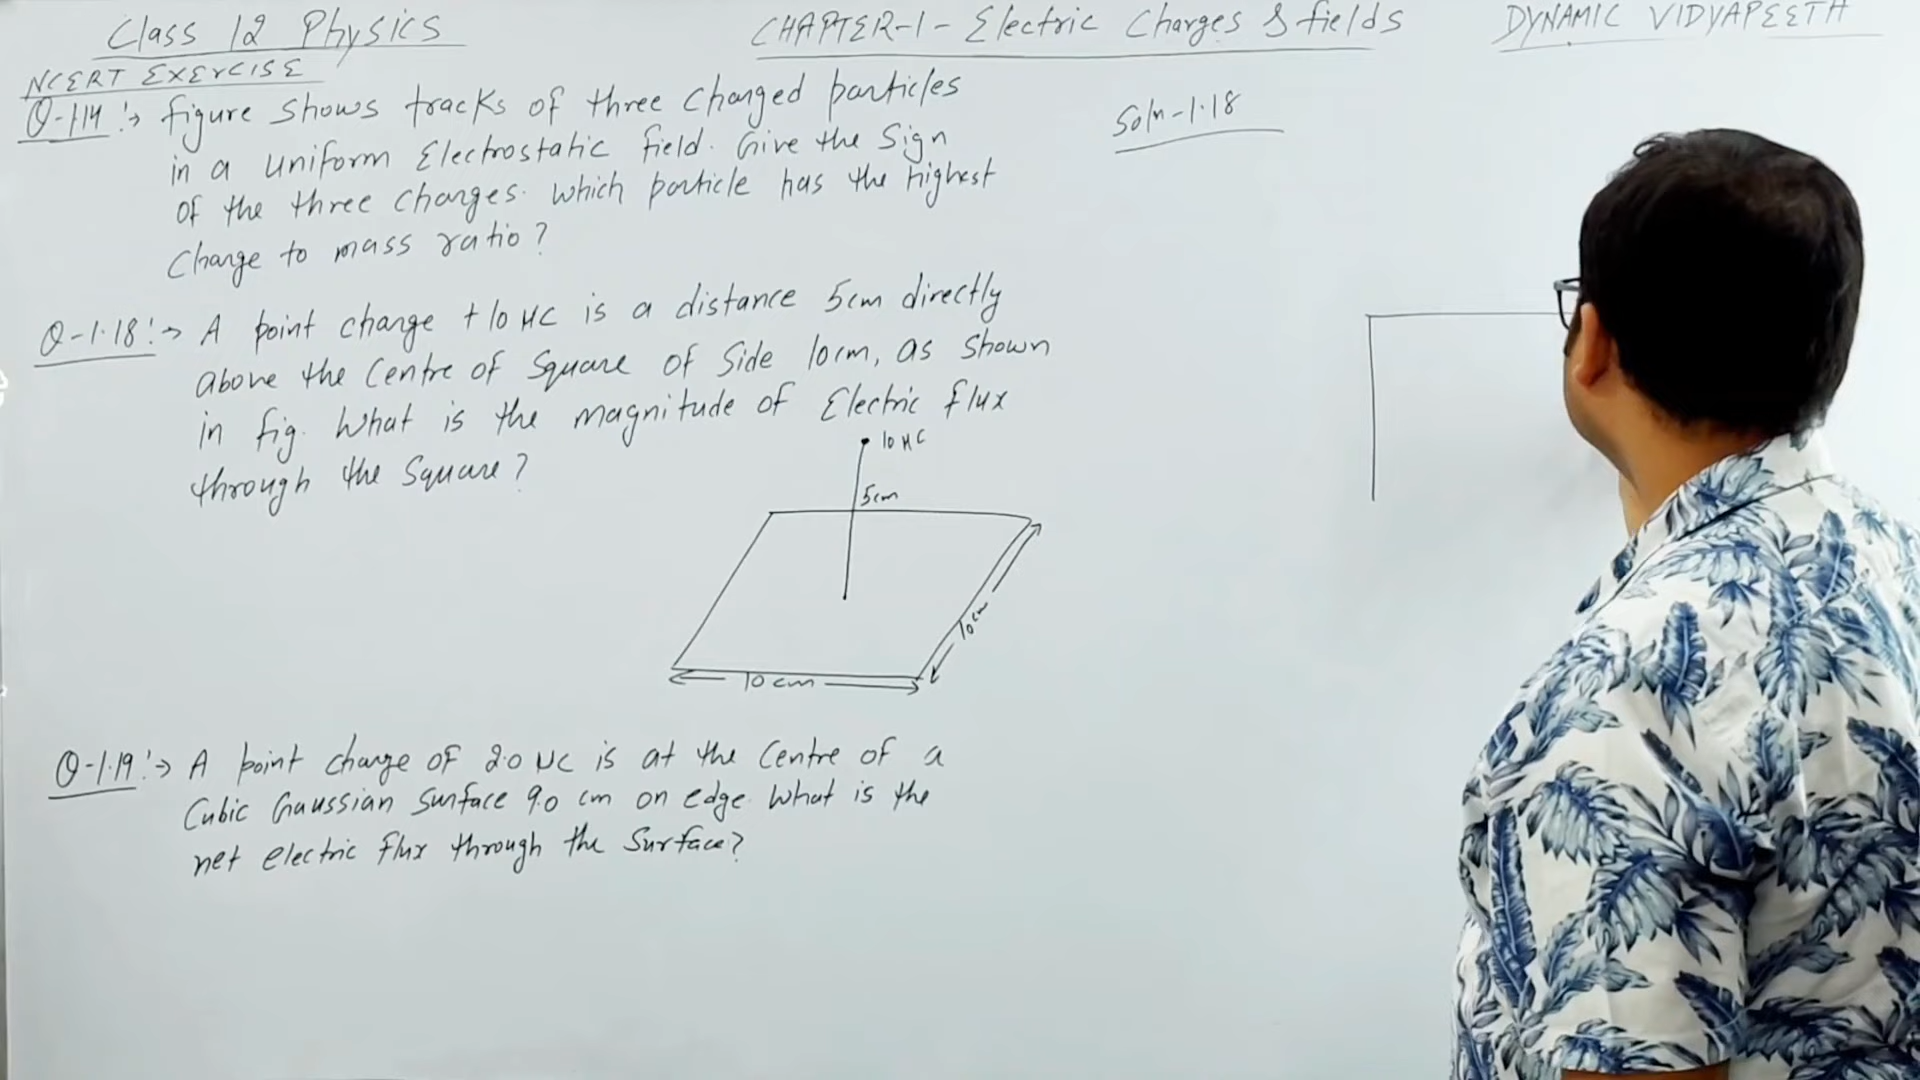 Class 12 Physics
CHAPTER-1- Electric Charges & fields
DYNAMIC VIDYAPEETH
NCERT EXERCISE
Q-1.14:→ figure shows tracks of three charged particles
in a uniform Electrostatic field. Give the Sign
of the three charges. which particle has the highest
Charge to mass ratio?
Q-1.18:→ A point charge +10 μC is a distance 5cm directly
above the Centre of Square of Side 10cm, as shown
in fig. What is the magnitude of Electric flux
through the Square?
10 μC
5cm
10cm
10 cm
Q-1.19:→ A point charge of 2.0 μC is at the Centre of a
Cubic Gaussian Surface 9.0 cm on edge. What is the
net electric flux through the Surface?
Soln-1.18